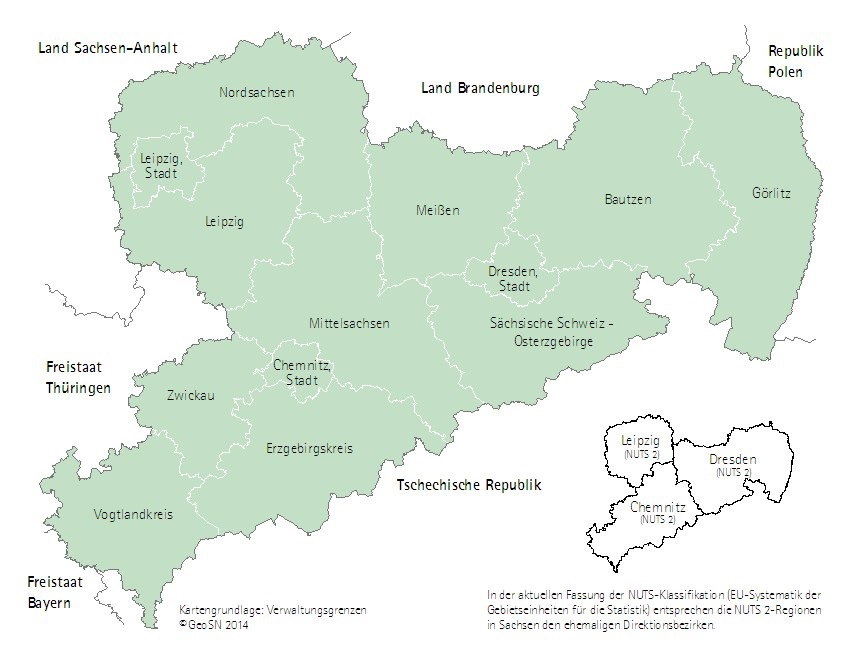 Land Sachsen-Anhalt
Republik
Polen
Land Brandenburg
Nordsachsen
Leipzig,
Stadt
Leipzig
Meißen
Bautzen
Görlitz
Dresden,
Stadt
Mittelsachsen
Sächsische Schweiz -
Osterzgebirge
Freistaat
Thüringen
Chemnitz,
Stadt
Zwickau
Erzgebirgskreis
Tschechische Republik
Vogtlandkreis
Freistaat
Bayern
Leipzig
(NUTS 2)
Dresden
(NUTS 2)
Chemnitz
(NUTS 2)
Kartengrundlage: Verwaltungsgrenzen
©GeoSN 2014
In der aktuellen Fassung der NUTS-Klassifikation (EU-Systematik der
Gebietseinheiten für die Statistik) entsprechen die NUTS 2-Regionen
in Sachsen den ehemaligen Direktionsbezirken.